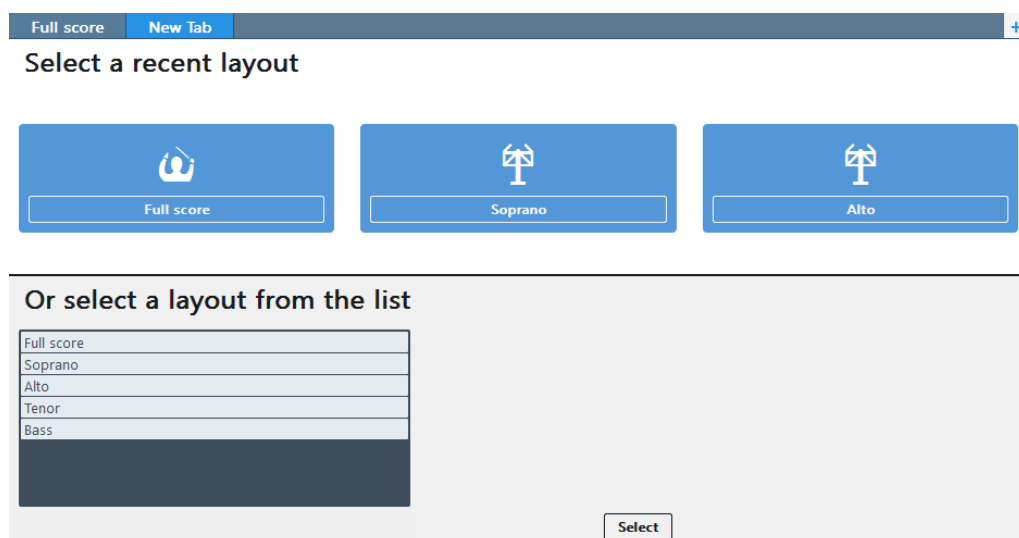 Full score New Tab +
Select a recent layout
Full score Soprano Alto
Or select a layout from the list
Full score
Soprano
Alto
Tenor
Bass
Select